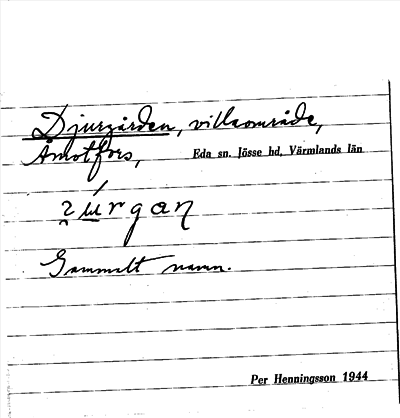 Djurgården, villaområde,
Åmotfors, Eda sn. Jösse hd, Värmlands län
Gammalt namn.
Per Henningsson 1944